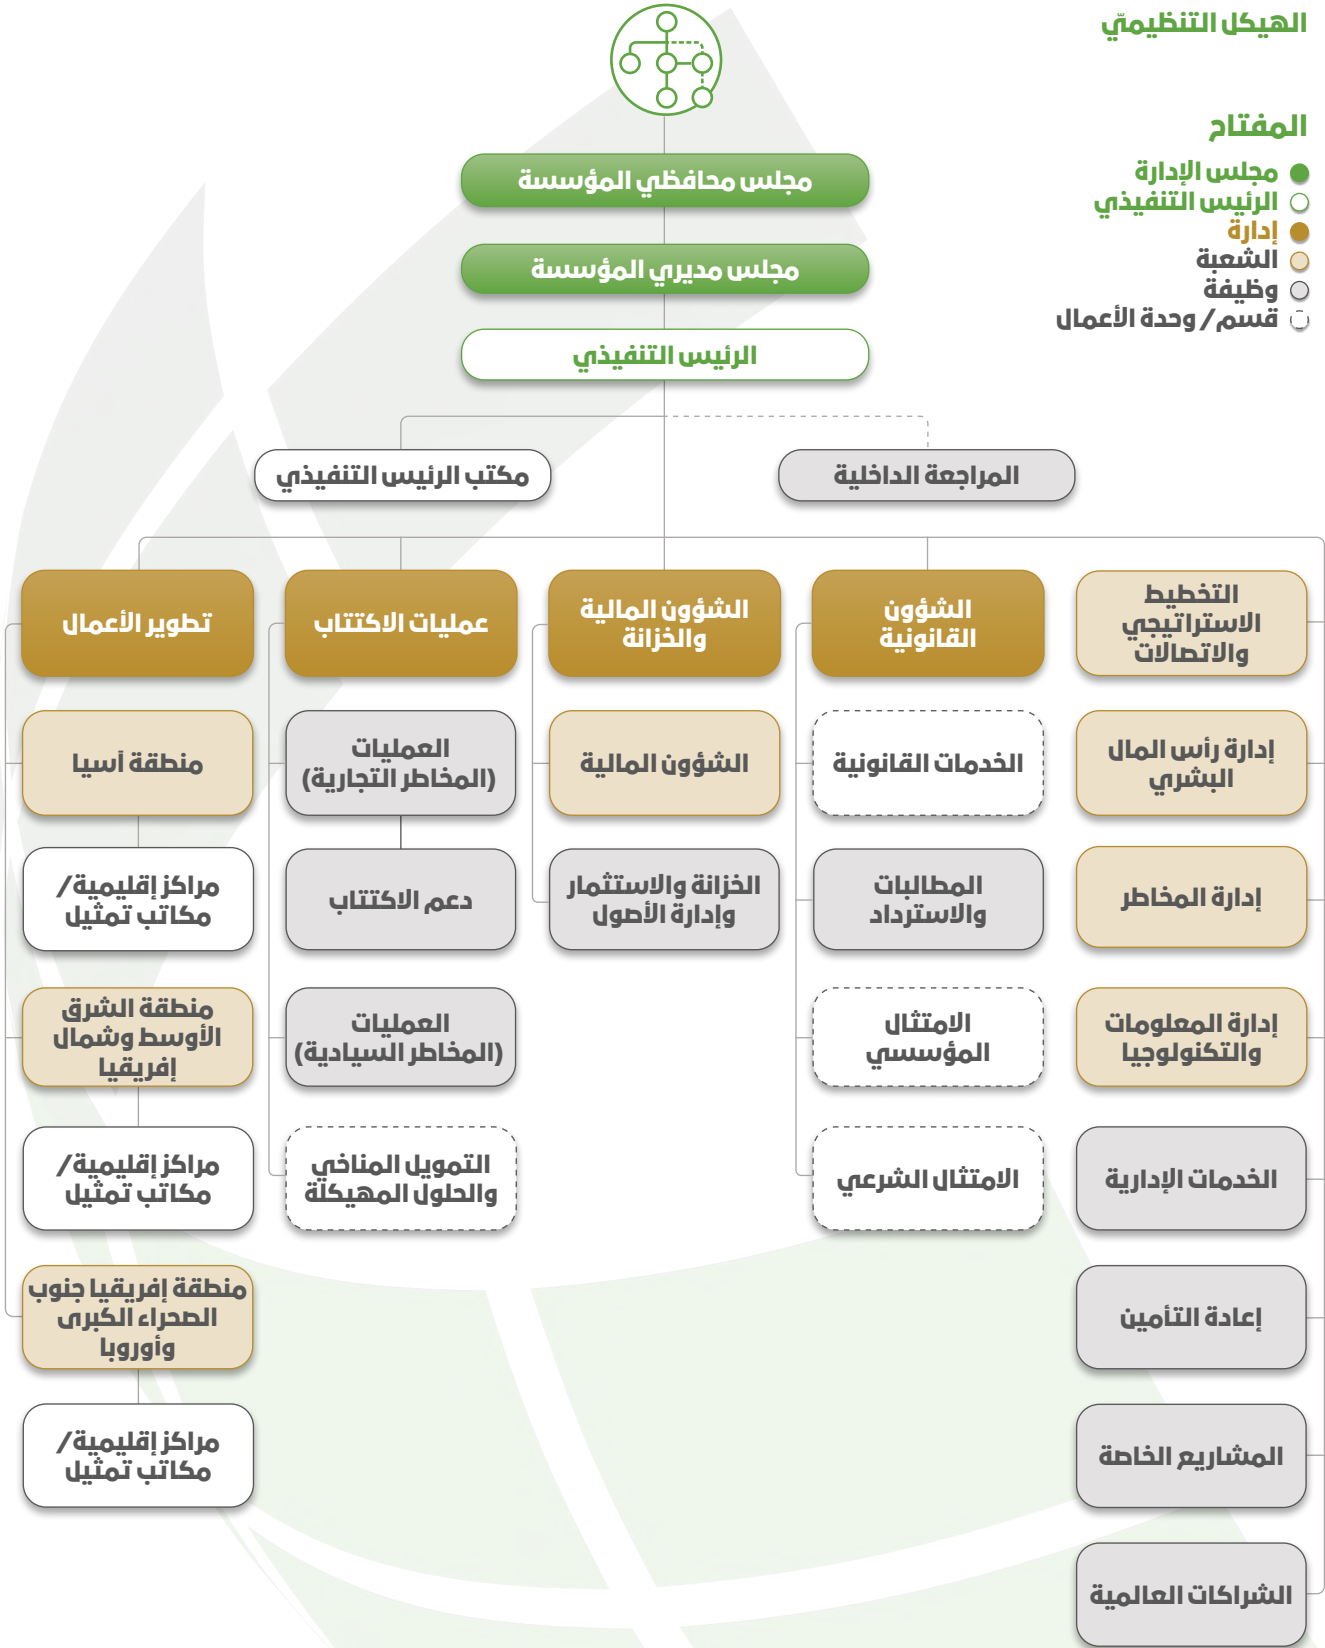 الهيكل التنظيميّ
المفتاح
مجلس الإدارة
الرئيس التنفيذي
إدارة
الشعبة
وظيفة
قسم/ وحدة الأعمال
مجلس محافظي المؤسسة
مجلس مديري المؤسسة
الرئيس التنفيذي
المراجعة الداخلية
مكتب الرئيس التنفيذي
التخطيط
الاستراتيجي
والاتصالات
إدارة رأس المال
البشري
إدارة المخاطر
إدارة المعلومات
والتكنولوجيا
الخدمات الإدارية
إعادة التأمين
المشاريع الخاصة
الشراكات العالمية
الشؤون
القانونية
الخدمات القانونية
المطالبات
والاسترداد
الامتثال
المؤسسي
الامتثال الشرعي
الشؤون المالية
والخزانة
الشؤون المالية
الخزانة والاستثمار
وإدارة الأصول
عمليات الاكتتاب
العمليات
(المخاطر التجارية)
دعم الاكتتاب
العمليات
(المخاطر السيادية)
التمويل المناخي
والحلول المهيكلة
تطوير الأعمال
منطقة آسيا
مراكز إقليمية/
مكاتب تمثيل
منطقة الشرق
الأوسط وشمال
إفريقيا
مراكز إقليمية/
مكاتب تمثيل
منطقة إفريقيا جنوب
الصحراء الكبرى
وأوروبا
مراكز إقليمية/
مكاتب تمثيل